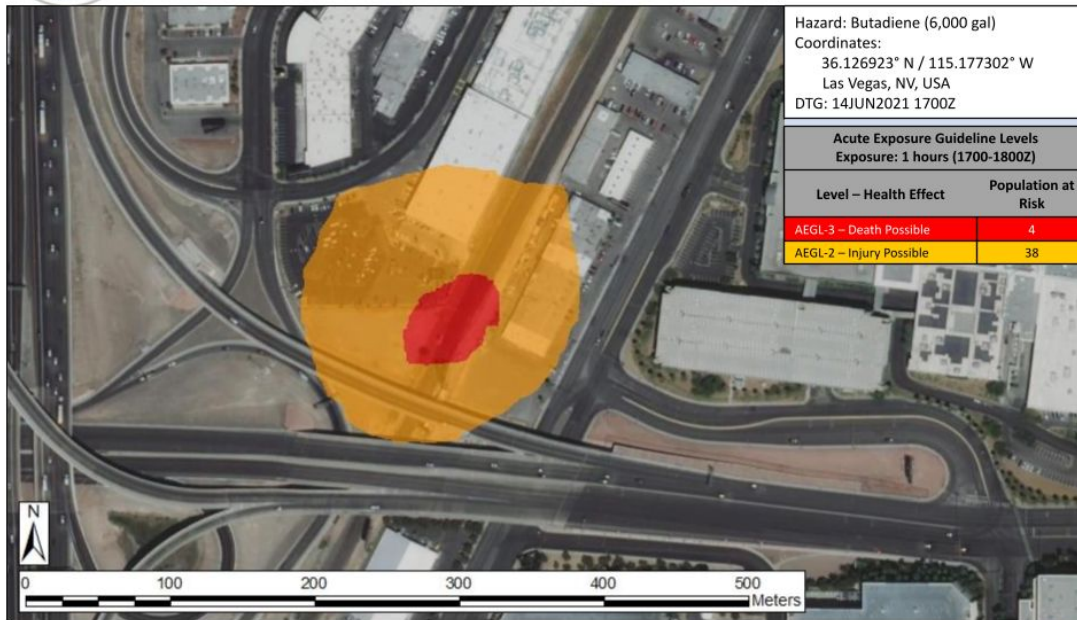 Hazard: Butadiene (6,000 gal)
Coordinates:
36.126923° N / 115.177302° W
Las Vegas, NV, USA
DTG: 14JUN2021 1700Z
Acute Exposure Guideline Levels
Exposure: 1 hours (1700-1800Z)
Level – Health Effect
Population at
Risk
AEGL-3 – Death Possible 4
AEGL-2 – Injury Possible 38
N
0 100 200 300 400 500
Meters